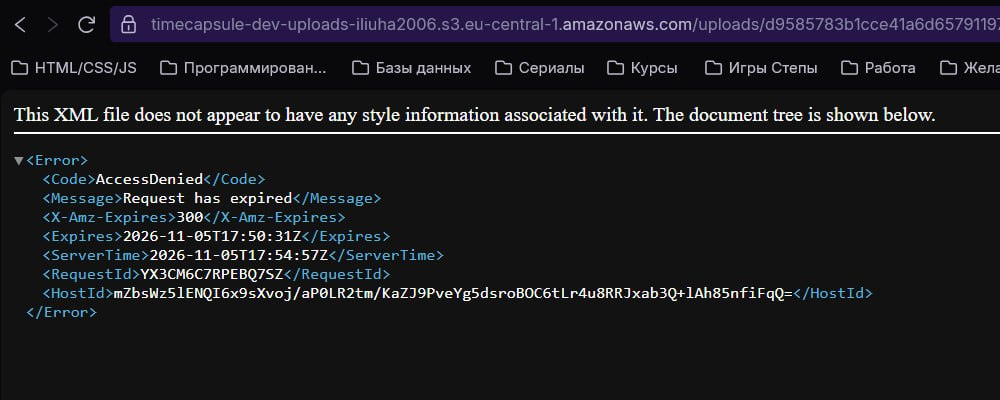 timecapsule-dev-uploads-iliuha2006.s3.eu-central-1.amazonaws.com/uploads/d9585783b1cce41a6d6579119
HTML/CSS/JS Программирован... Базы данных Сериалы Курсы Игры Степы Работа Жела
This XML file does not appear to have any style information associated with it. The document tree is shown below.
▼<Error>
<Code>AccessDenied</Code>
<Message>Request has expired</Message>
<X-Amz-Expires>300</X-Amz-Expires>
<Expires>2026-11-05T17:50:31Z</Expires>
<ServerTime>2026-11-05T17:54:57Z</ServerTime>
<RequestId>YX3CM6C7RPEBQ7SZ</RequestId>
<HostId>mZbsWz5lENQI6x9sXvoj/aP0LR2tm/KaZJ9PveYg5dsroBOC6tLr4u8RRJxab3Q+lAh85nfiFqQ=</HostId>
</Error>